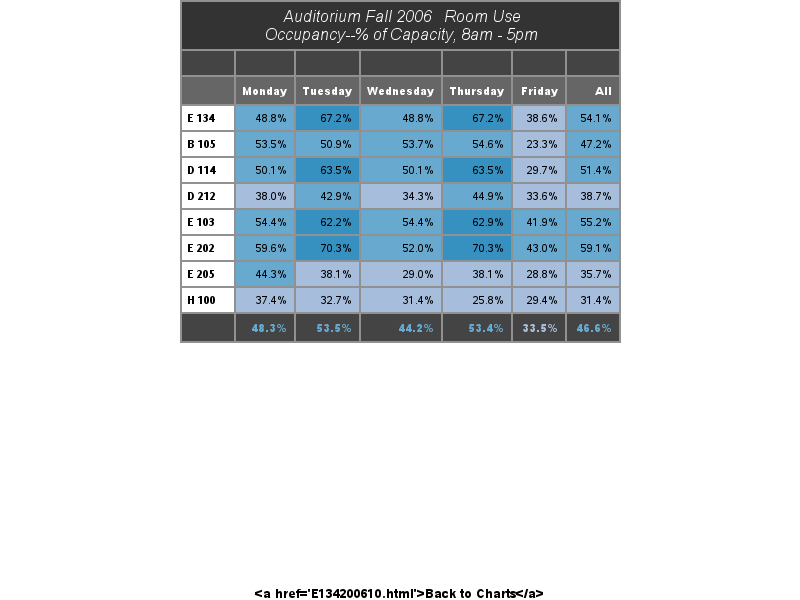 Auditorium Fall 2006 Room Use
Occupancy--% of Capacity, 8am - 5pm
Monday Tuesday Wednesday Thursday Friday All
E 134 48.8% 67.2% 48.8% 67.2% 38.6% 54.1%
B 105 53.5% 50.9% 53.7% 54.6% 23.3% 47.2%
D 114 50.1% 63.5% 50.1% 63.5% 29.7% 51.4%
D 212 38.0% 42.9% 34.3% 44.9% 33.6% 38.7%
E 103 54.4% 62.2% 54.4% 62.9% 41.9% 55.2%
E 202 59.6% 70.3% 52.0% 70.3% 43.0% 59.1%
E 205 44.3% 38.1% 29.0% 38.1% 28.8% 35.7%
H 100 37.4% 32.7% 31.4% 25.8% 29.4% 31.4%
48.3% 53.5% 44.2% 53.4% 33.5% 46.6%
<a href='E134200610.html'>Back to Charts</a>